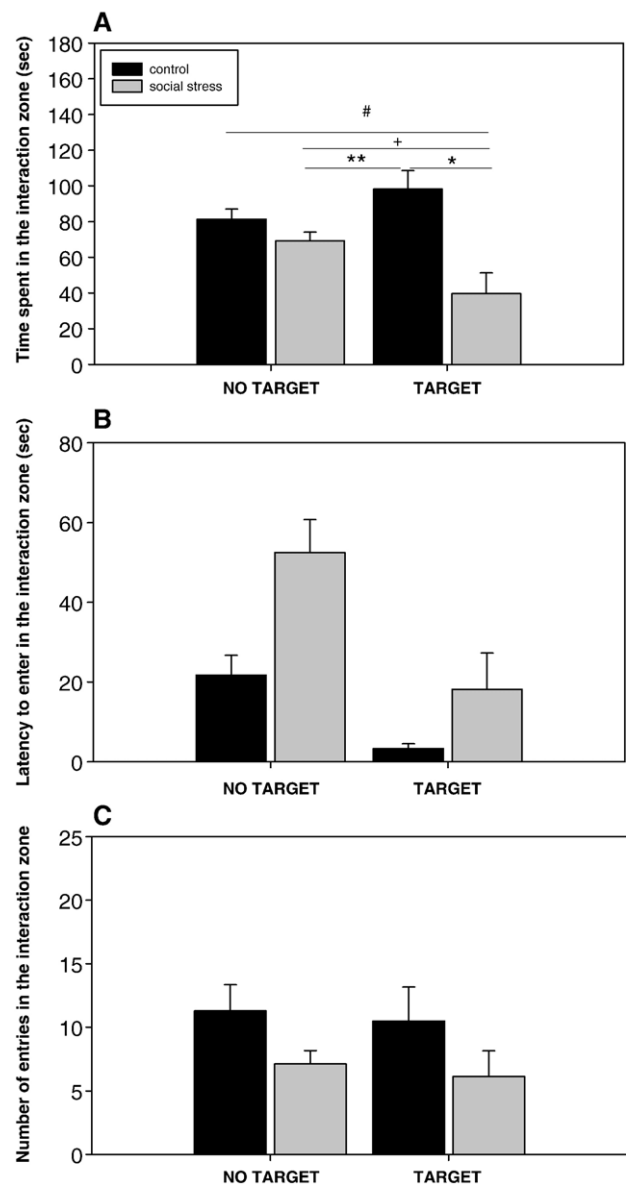 A
Time spent in the interaction zone (sec)
180
160
140
120
100
80
60
40
20
0
control
social stress
#
+
** *
NO TARGET TARGET
B
Latency to enter in the interaction zone (sec)
80
60
40
20
0
NO TARGET TARGET
C
Number of entries in the interaction zone
25
20
15
10
5
0
NO TARGET TARGET